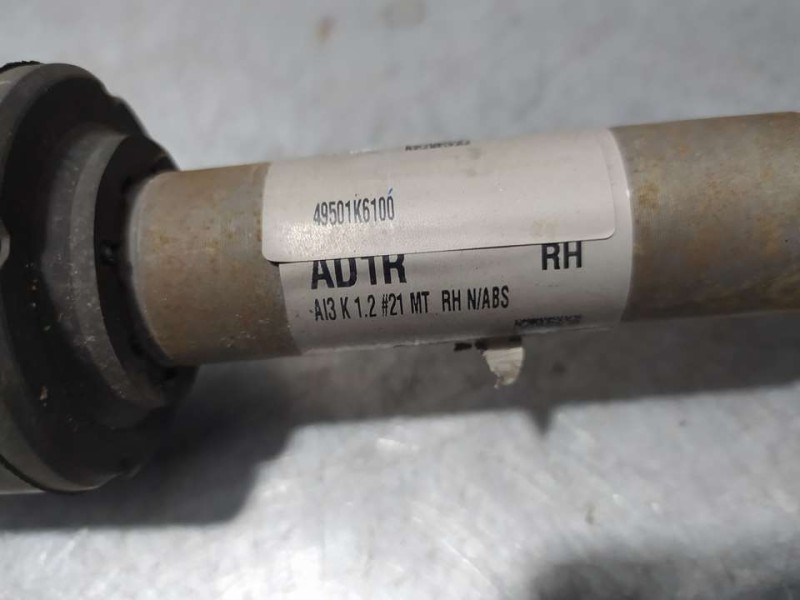 49501K6100
AD1R RH
AI3 K 1.2 #21 MT RH N/ABS